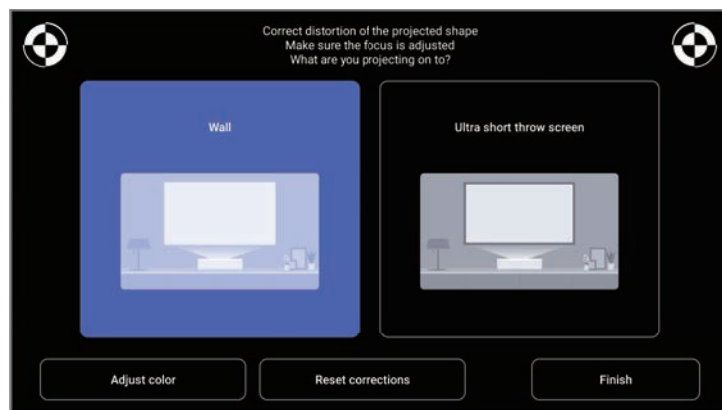 Correct distortion of the projected shape
Make sure the focus is adjusted
What are you projecting on to?
Wall
Ultra short throw screen
Adjust color
Reset corrections
Finish